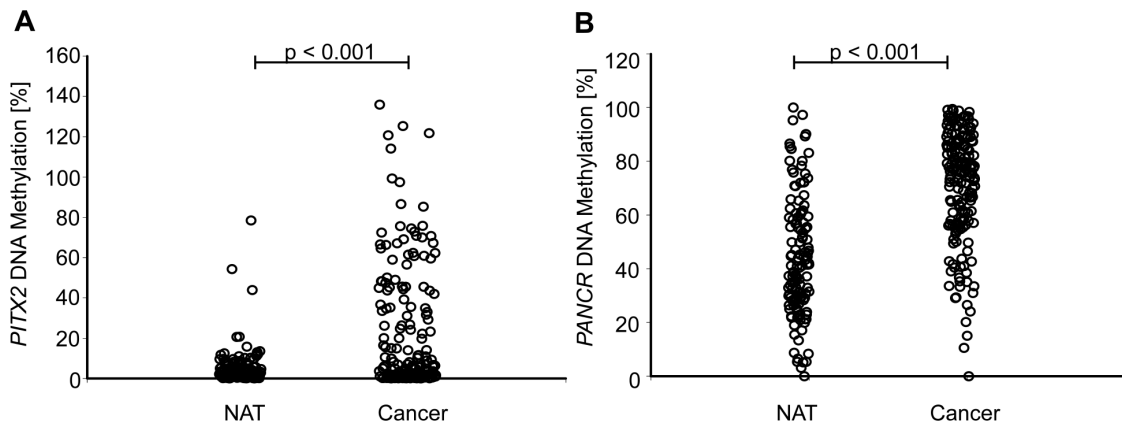 A
PITX2 DNA Methylation [%]
160
140
120
100
80
60
40
20
0
p < 0.001
NAT Cancer
B
PANCR DNA Methylation [%]
120
100
80
60
40
20
0
p < 0.001
NAT Cancer